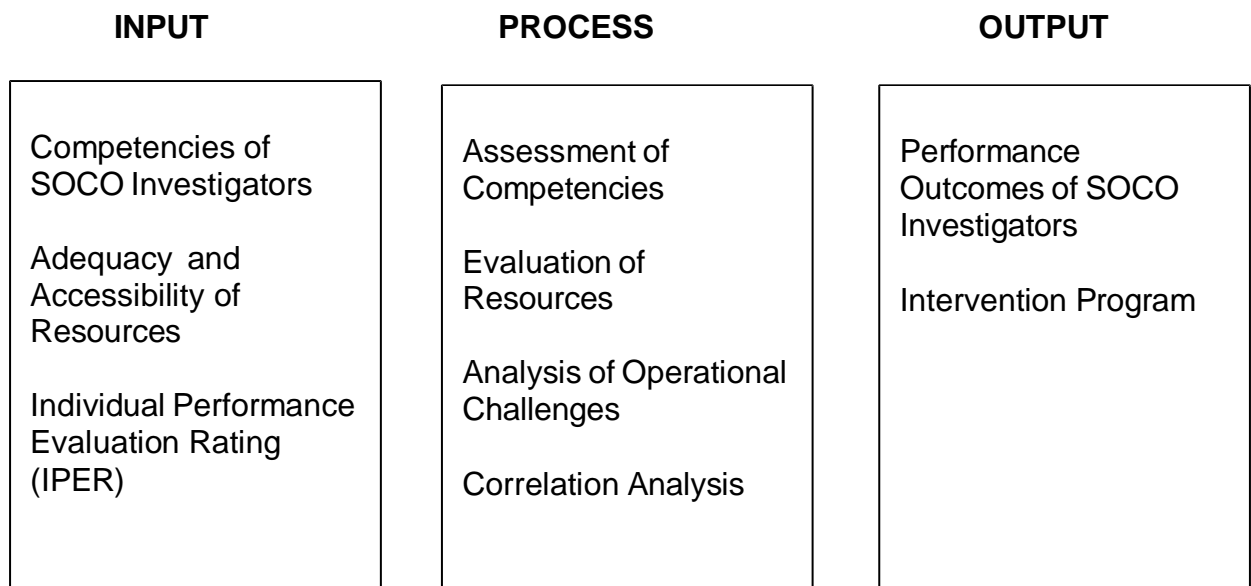 INPUT
PROCESS
OUTPUT
Competencies of
SOCO Investigators
Adequacy and
Accessibility of
Resources
Individual Performance
Evaluation Rating
(IPER)
Assessment of
Competencies
Evaluation of
Resources
Analysis of Operational
Challenges
Correlation Analysis
Performance
Outcomes of SOCO
Investigators
Intervention Program